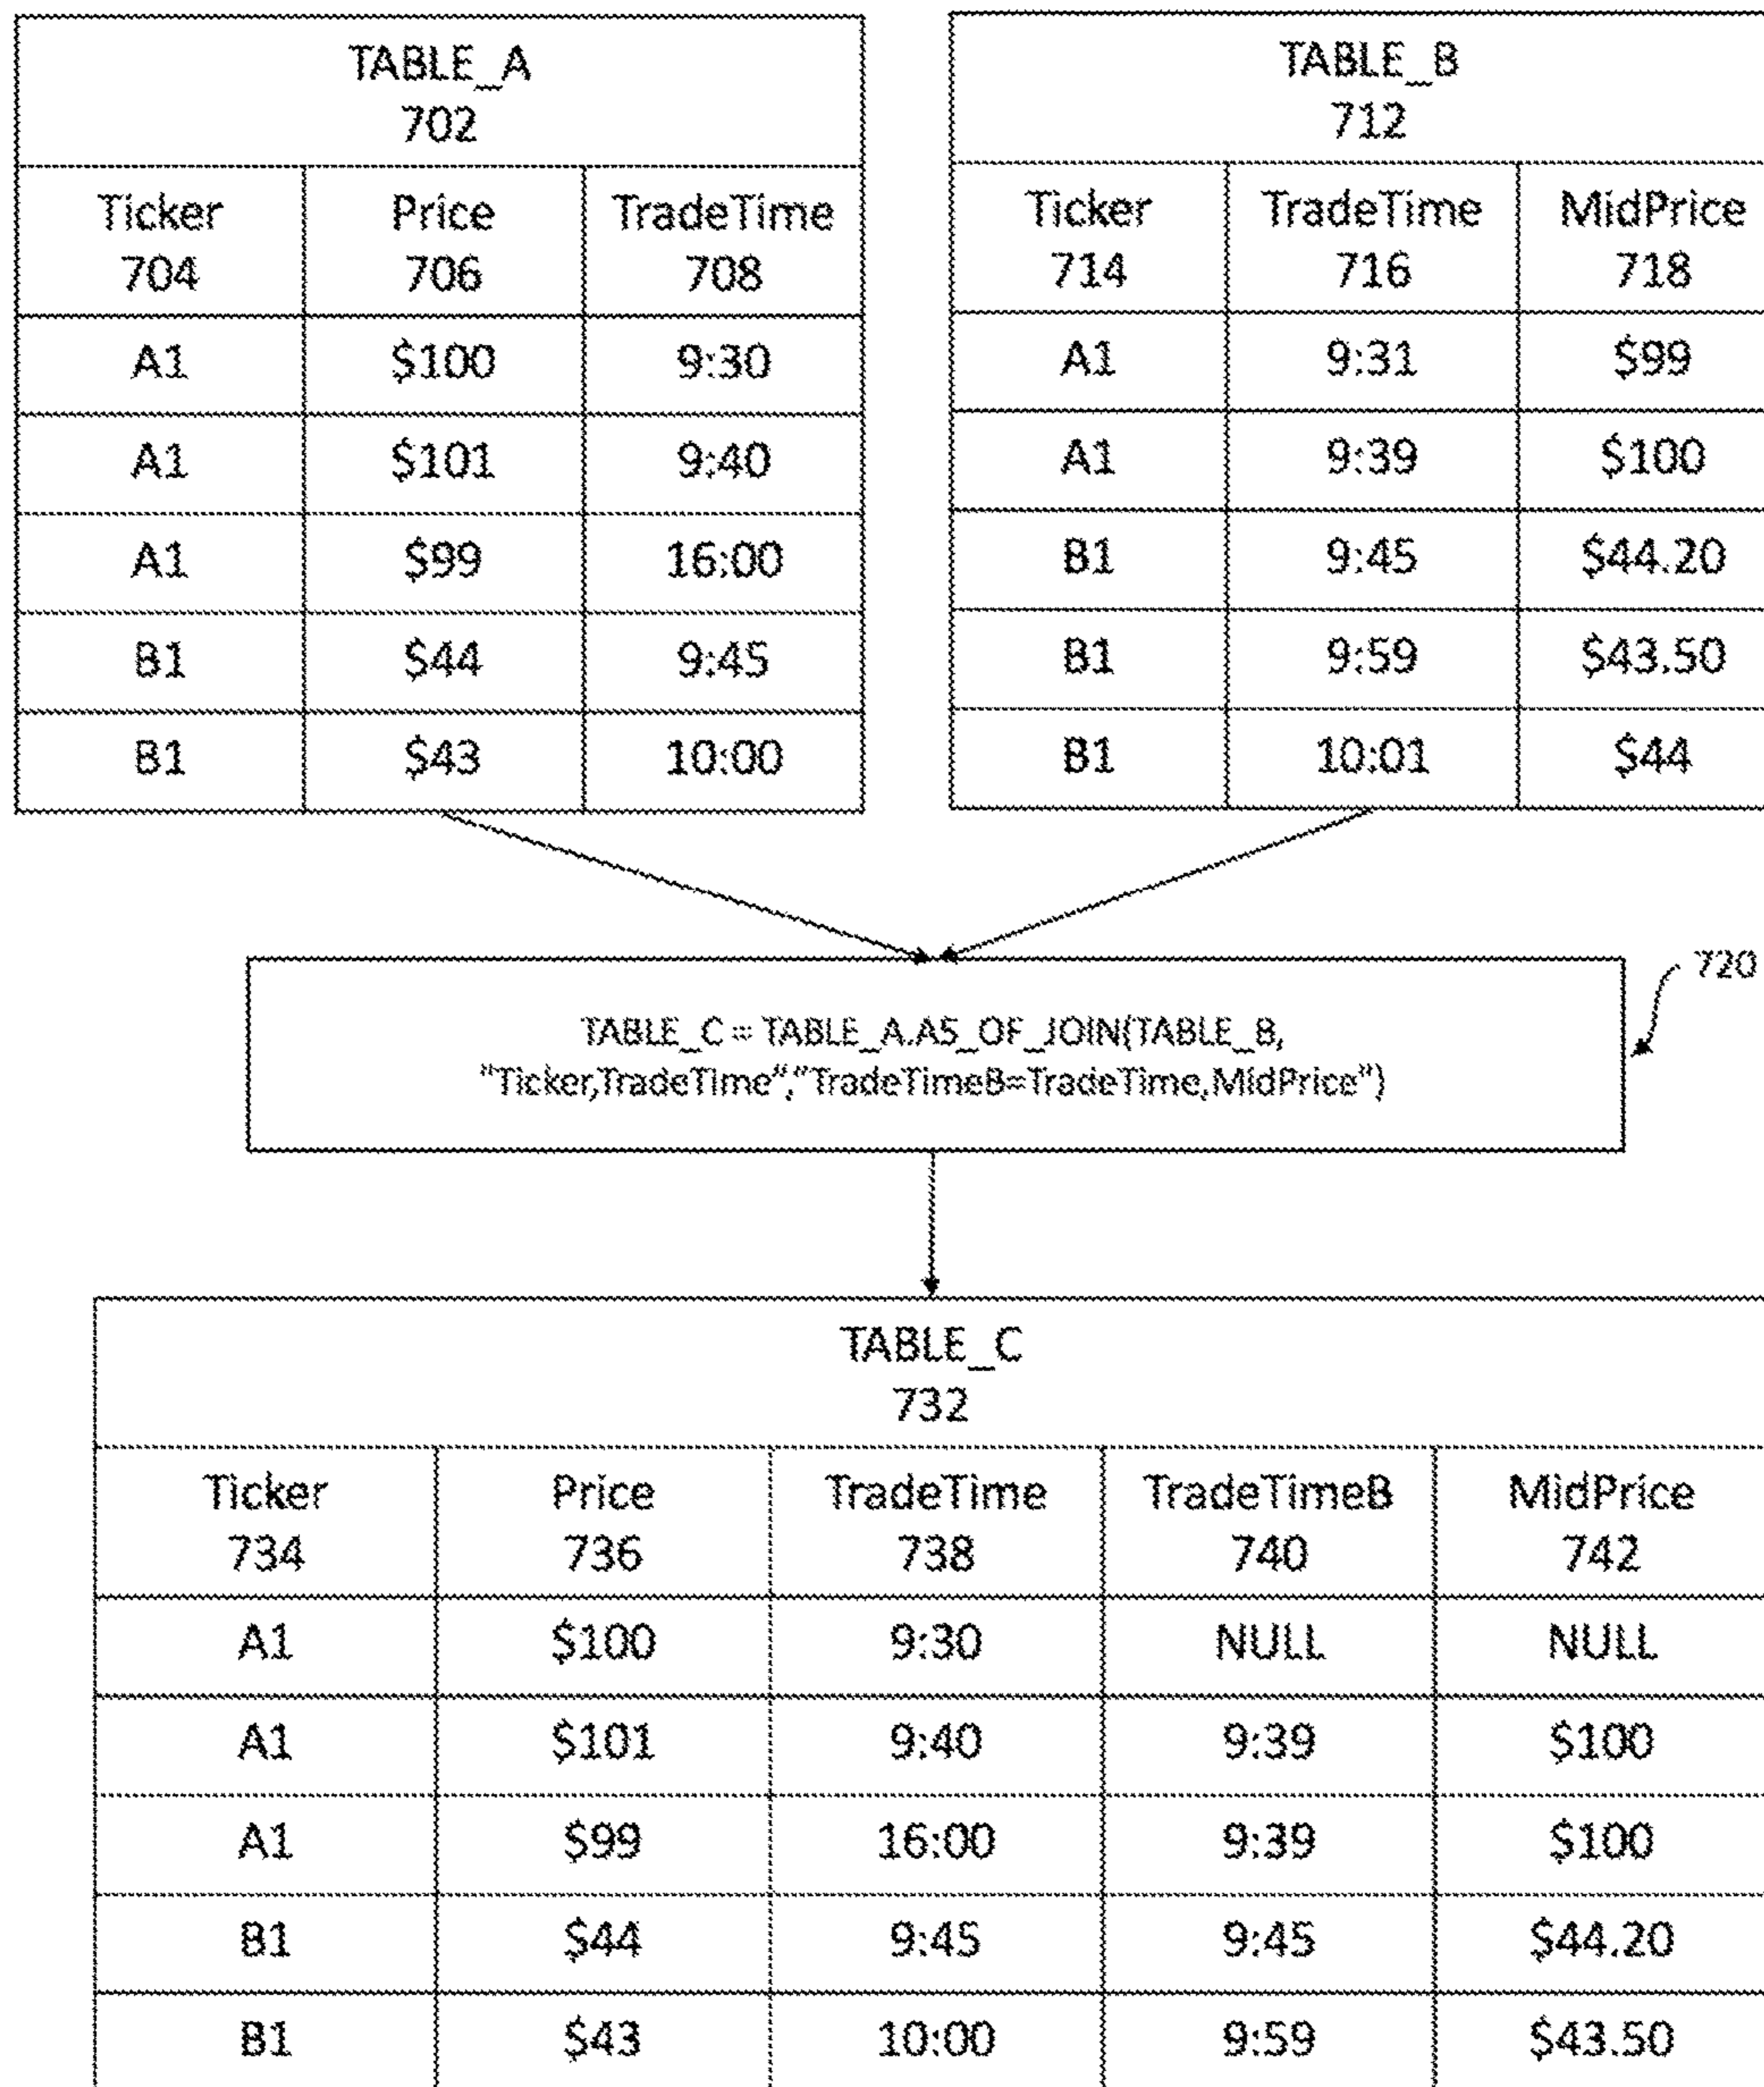 TABLE_A
702
Ticker Price TradeTime
704 706 708
A1 $100 9:30
A1 $101 9:40
A1 $99 16:00
B1 $44 9:45
B1 $43 10:00
TABLE_B
712
Ticker TradeTime MidPrice
714 716 718
A1 9:31 $99
A1 9:39 $100
B1 9:45 $44.20
B1 9:59 $43.50
B1 10:01 $44
720
TABLE_C = TABLE_A.AS_OF_JOIN(TABLE_B,
"Ticker,TradeTime","TradeTimeB=TradeTime,MidPrice")
TABLE_C
732
Ticker Price TradeTime TradeTimeB MidPrice
734 736 738 740 742
A1 $100 9:30 NULL NULL
A1 $101 9:40 9:39 $100
A1 $99 16:00 9:39 $100
B1 $44 9:45 9:45 $44.20
B1 $43 10:00 9:59 $43.50